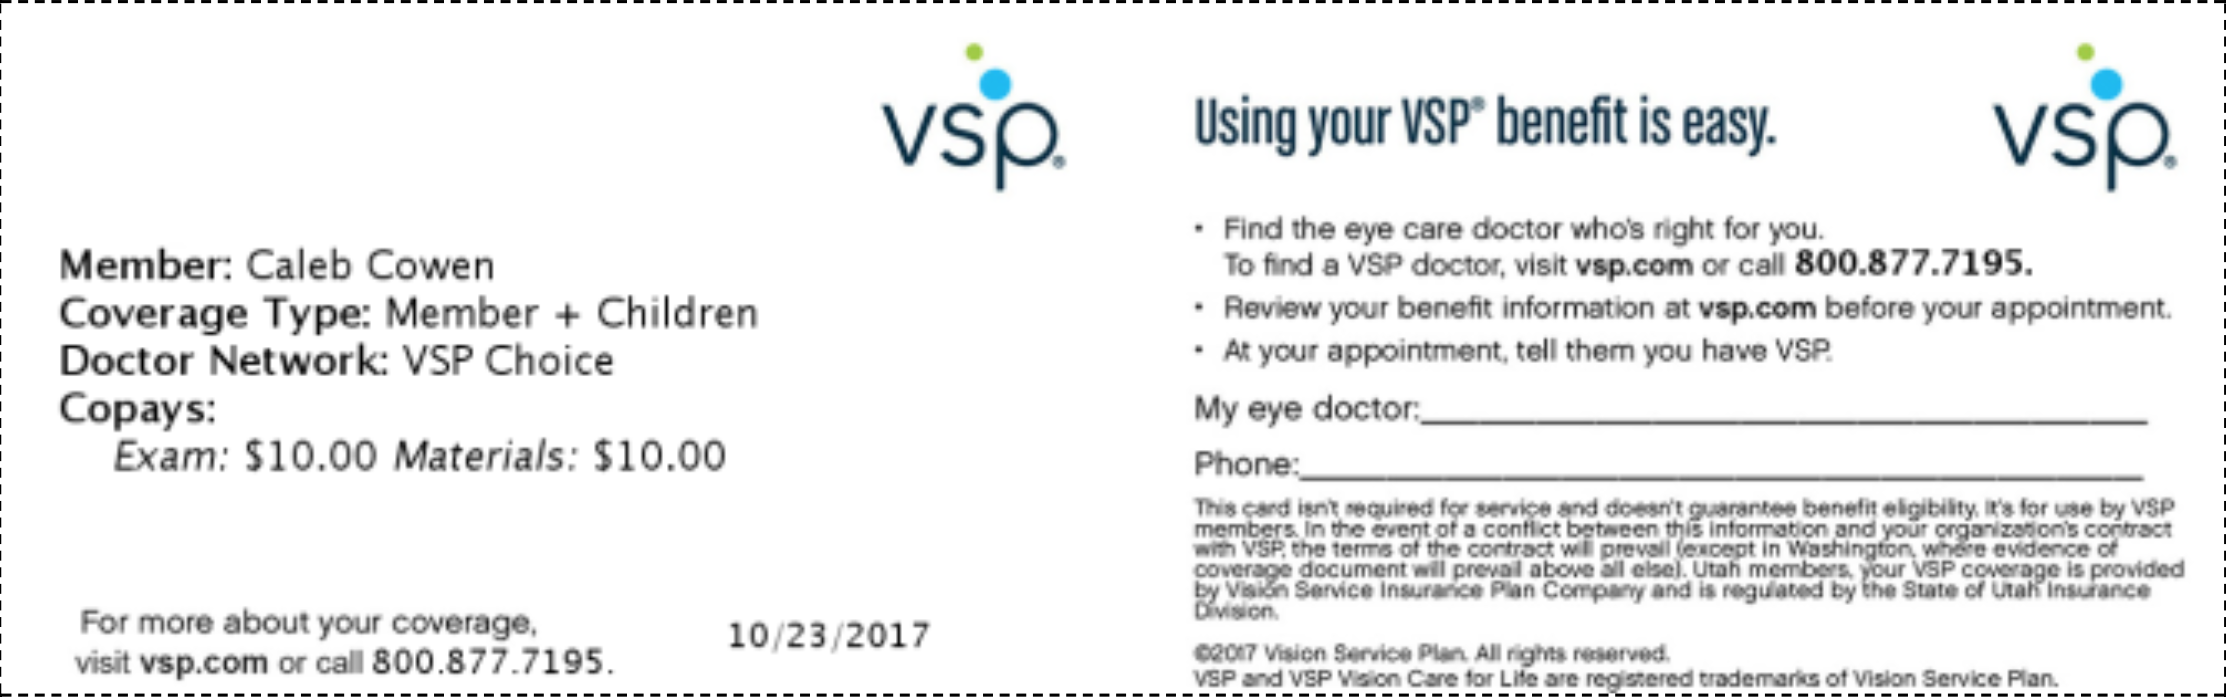 vsp®
Member: Caleb Cowen
Coverage Type: Member + Children
Doctor Network: VSP Choice
Copays:
Exam: $10.00 Materials: $10.00
For more about your coverage,
visit vsp.com or call 800.877.7195.
10/23/2017
Using your VSP® benefit is easy.
vsp®
• Find the eye care doctor who's right for you.
To find a VSP doctor, visit vsp.com or call 800.877.7195.
• Review your benefit information at vsp.com before your appointment.
• At your appointment, tell them you have VSP.
My eye doctor:
Phone:
This card isn't required for service and doesn't guarantee benefit eligibility. It's for use by VSP
members. In the event of a conflict between this information and your organization's contract
with VSP, the terms of the contract will prevail (except in Washington, where evidence of
coverage document will prevail above all else). Utah members, your VSP coverage is provided
by Vision Service Insurance Plan Company and is regulated by the State of Utah Insurance
Division.
©2017 Vision Service Plan. All rights reserved.
VSP and VSP Vision Care for Life are registered trademarks of Vision Service Plan.